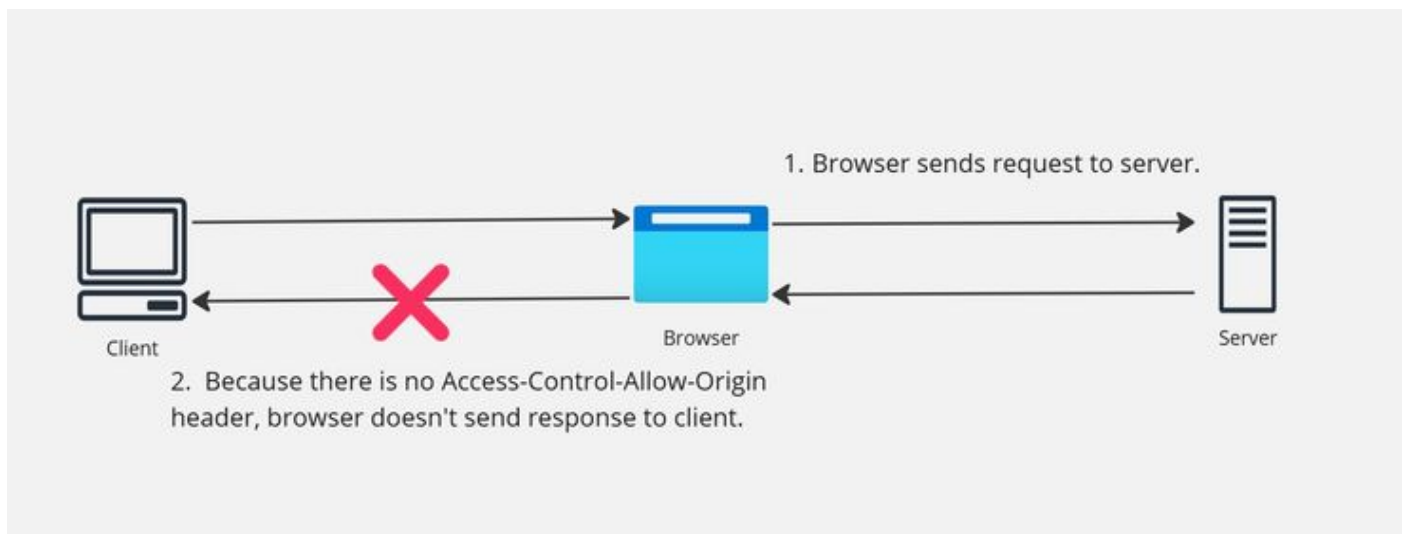 1. Browser sends request to server.
Client
Browser
Server
2. Because there is no Access-Control-Allow-Origin
header, browser doesn't send response to client.